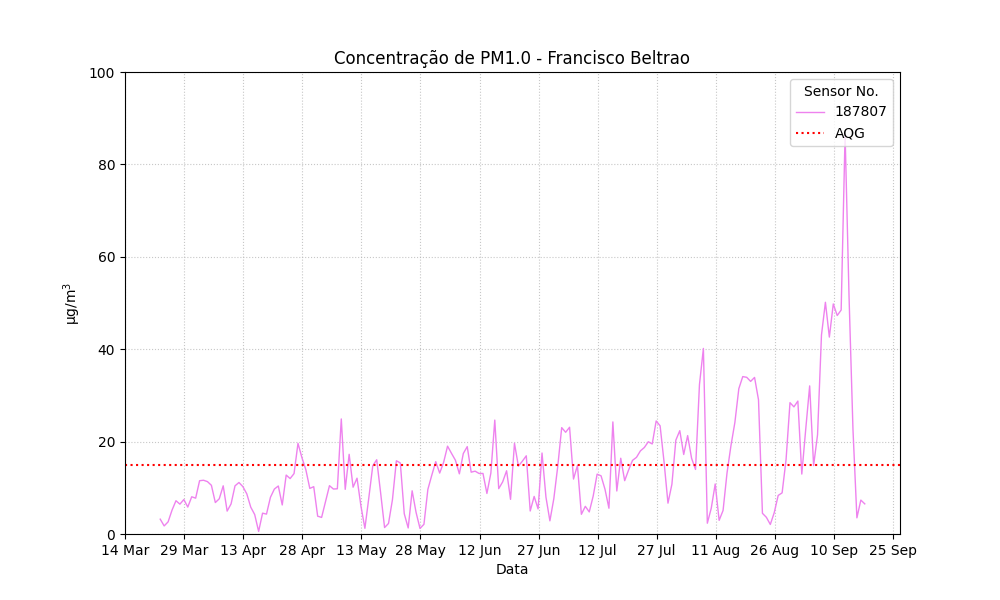 Concentração de PM1.0 - Francisco Beltrao
Sensor No.
187807
AQG
100
80
60
40
20
0
µg/m³
14 Mar
29 Mar
13 Apr
28 Apr
13 May
28 May
12 Jun
27 Jun
12 Jul
27 Jul
11 Aug
26 Aug
10 Sep
25 Sep
Data